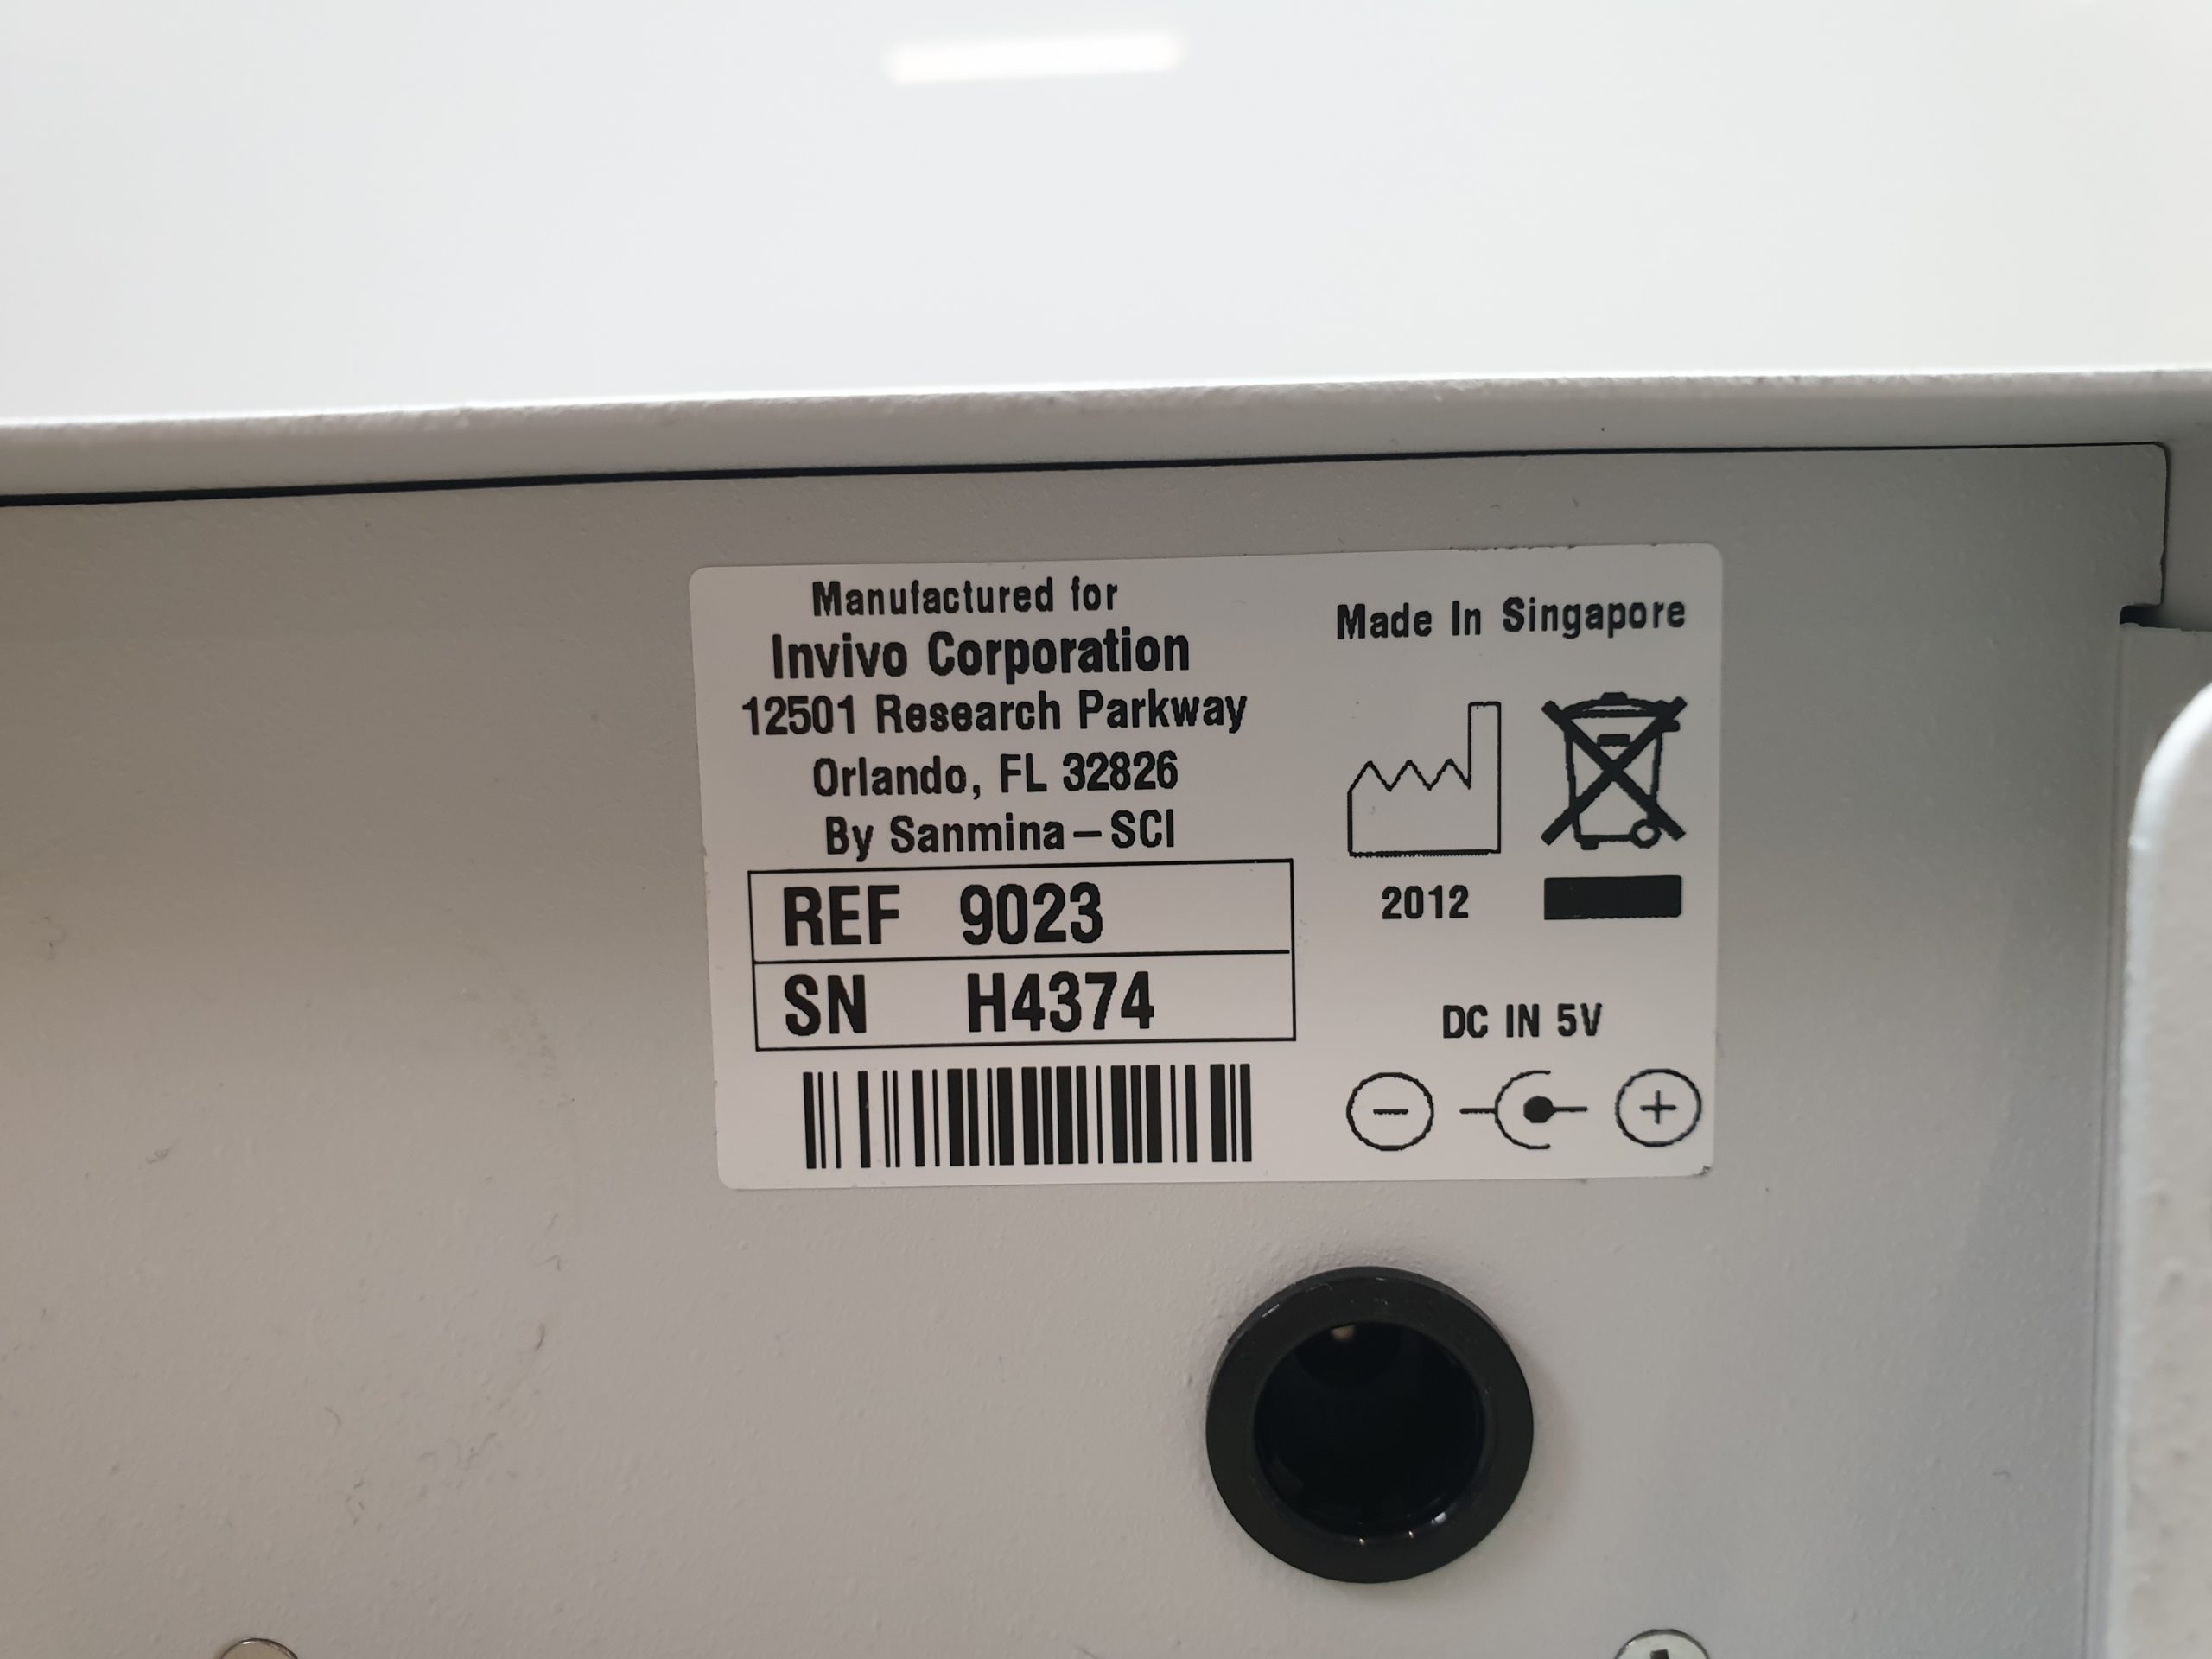 Manufactured for
Invivo Corporation
12501 Research Parkway
Orlando, FL 32826
By Sanmina-SCI
REF 9023
SN H4374
Made In Singapore
2012
DC IN 5V